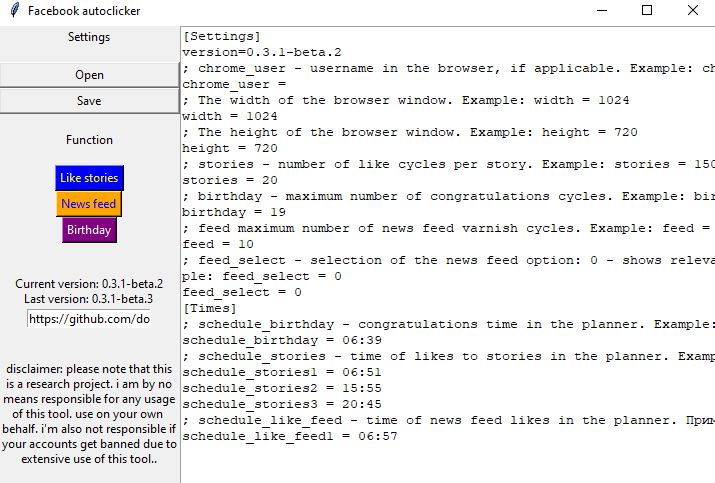 Facebook autoclicker
Settings
Open
Save
Function
Like stories
News feed
Birthday
Current version: 0.3.1-beta.2
Last version: 0.3.1-beta.3
https://github.com/do
disclaimer: please note that this
is a research project. i am by no
means responsible for any usage
of this tool. use on your own
behalf. i'm also not responsible if
your accounts get banned due to
extensive use of this tool..
[Settings]
version=0.3.1-beta.2
; chrome_user - username in the browser, if applicable. Example: ch
chrome_user =
; The width of the browser window. Example: width = 1024
width = 1024
; The height of the browser window. Example: height = 720
height = 720
; stories - number of like cycles per story. Example: stories = 150
stories = 20
; birthday - maximum number of congratulations cycles. Example: bir
birthday = 19
; feed maximum number of news feed varnish cycles. Example: feed =
feed = 10
; feed_select - selection of the news feed option: 0 - shows releva
ple: feed_select = 0
feed_select = 0
[Times]
; schedule_birthday - congratulations time in the planner. Example:
schedule_birthday = 06:39
; schedule_stories - time of likes to stories in the planner. Examp
schedule_stories1 = 06:51
schedule_stories2 = 15:55
schedule_stories3 = 20:45
; schedule_like_feed - time of news feed likes in the planner. Прим
schedule_like_feed1 = 06:57